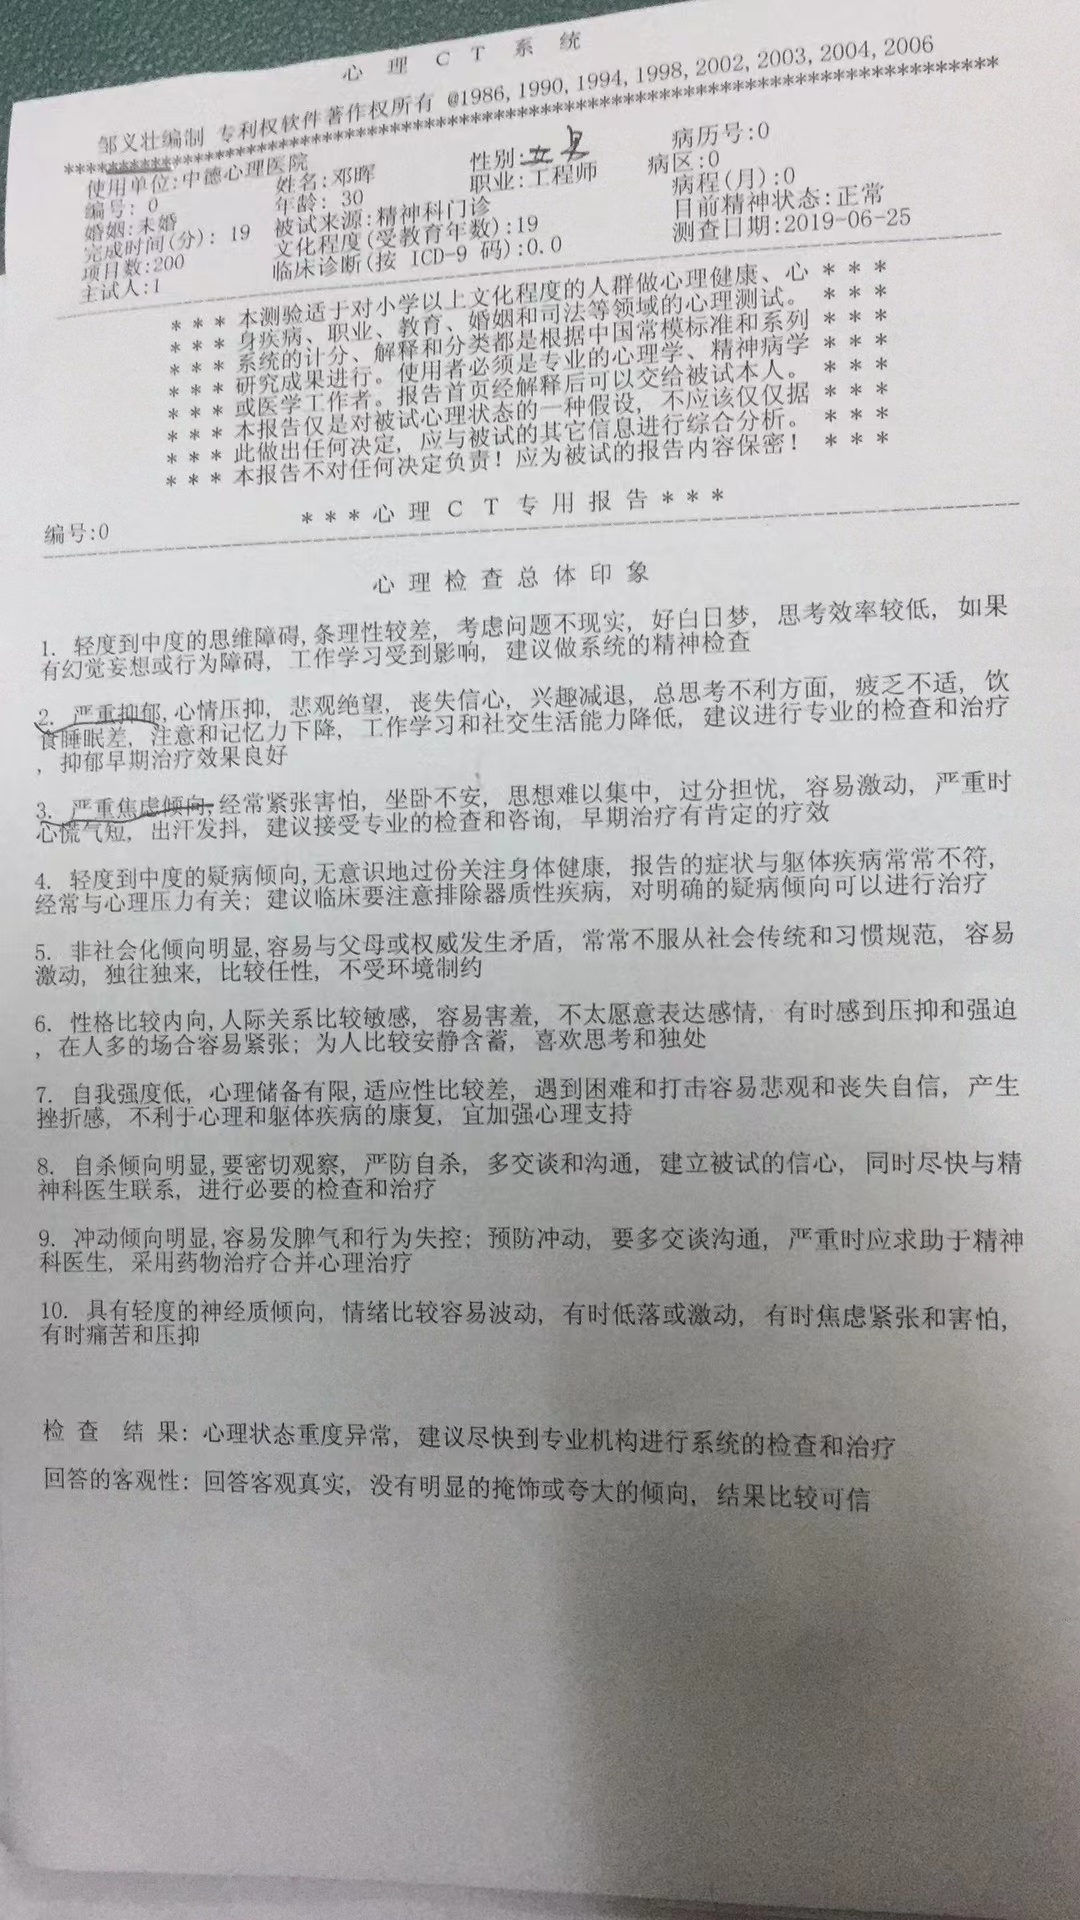 心 理 C T 系 统
邹义壮编制 专利权软件著作权所有 @1986,1990,1994,1998,2002,2003,2004,2006
使用单位:中德心理医院
编号: 0 姓名:邓晖 性别: 男 病历号:0
婚姻:未婚 年龄: 30 职业:工程师 病区:0
完成时间(分): 19 被试来源:精神科门诊 病程(月):0
项目数:200 文化程度(受教育年数):19 目前精神状态:正常
主试人:1 临床诊断(按 ICD-9 码):0.0 测查日期:2019-06-25
* * * 本测验适于对小学以上文化程度的人群做心理健康、心 * * *
* * * 身疾病、职业、教育、婚姻和司法等领域的心理测试。 * * *
* * * 系统的计分、解释和分类都是根据中国常模标准和系列 * * *
* * * 研究成果进行。使用者必须是专业的心理学、精神病学 * * *
* * * 或医学工作者。报告首页经解释后可以交给被试本人。 * * *
* * * 本报告仅是对被试心理状态的一种假设，不应该仅仅据 * * *
* * * 此做出任何决定，应与被试的其它信息进行综合分析。 * * *
* * * 本报告不对任何决定负责！应为被试的报告内容保密！ * * *
编号:0 * * * 心 理 C T 专 用 报 告 * * *
心 理 检 查 总 体 印 象
1. 轻度到中度的思维障碍,条理性较差，考虑问题不现实，好白日梦，思考效率较低，如果
有幻觉妄想或行为障碍，工作学习受到影响，建议做系统的精神检查
2. 严重抑郁,心情压抑，悲观绝望，丧失信心，兴趣减退，总思考不利方面，疲乏不适，饮
食睡眠差，注意和记忆力下降，工作学习和社交生活能力降低，建议进行专业的检查和治疗
，抑郁早期治疗效果良好
3. 严重焦虑倾向,经常紧张害怕，坐卧不安，思想难以集中，过分担忧，容易激动，严重时
心慌气短，出汗发抖，建议接受专业的检查和咨询，早期治疗有肯定的疗效
4. 轻度到中度的疑病倾向,无意识地过份关注身体健康，报告的症状与躯体疾病常常不符，
经常与心理压力有关；建议临床要注意排除器质性疾病，对明确的疑病倾向可以进行治疗
5. 非社会化倾向明显,容易与父母或权威发生矛盾，常常不服从社会传统和习惯规范，容易
激动，独往独来，比较任性，不受环境制约
6. 性格比较内向,人际关系比较敏感，容易害羞，不太愿意表达感情，有时感到压抑和强迫
，在人多的场合容易紧张；为人比较安静含蓄，喜欢思考和独处
7. 自我强度低，心理储备有限,适应性比较差，遇到困难和打击容易悲观和丧失自信，产生
挫折感，不利于心理和躯体疾病的康复，宜加强心理支持
8. 自杀倾向明显,要密切观察，严防自杀，多交谈和沟通，建立被试的信心，同时尽快与精
神科医生联系，进行必要的检查和治疗
9. 冲动倾向明显,容易发脾气和行为失控；预防冲动，要多交谈沟通，严重时应求助于精神
科医生，采用药物治疗合并心理治疗
10. 具有轻度的神经质倾向，情绪比较容易波动，有时低落或激动，有时焦虑紧张和害怕，
有时痛苦和压抑
检 查 结 果: 心理状态重度异常，建议尽快到专业机构进行系统的检查和治疗
回答的客观性: 回答客观真实，没有明显的掩饰或夸大的倾向，结果比较可信